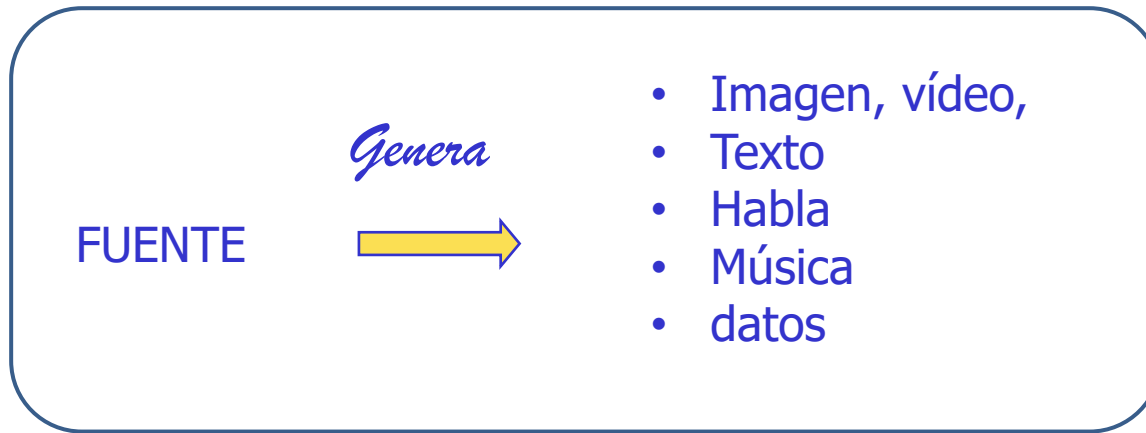 Genera
FUENTE
• Imagen, vídeo,
• Texto
• Habla
• Música
• datos